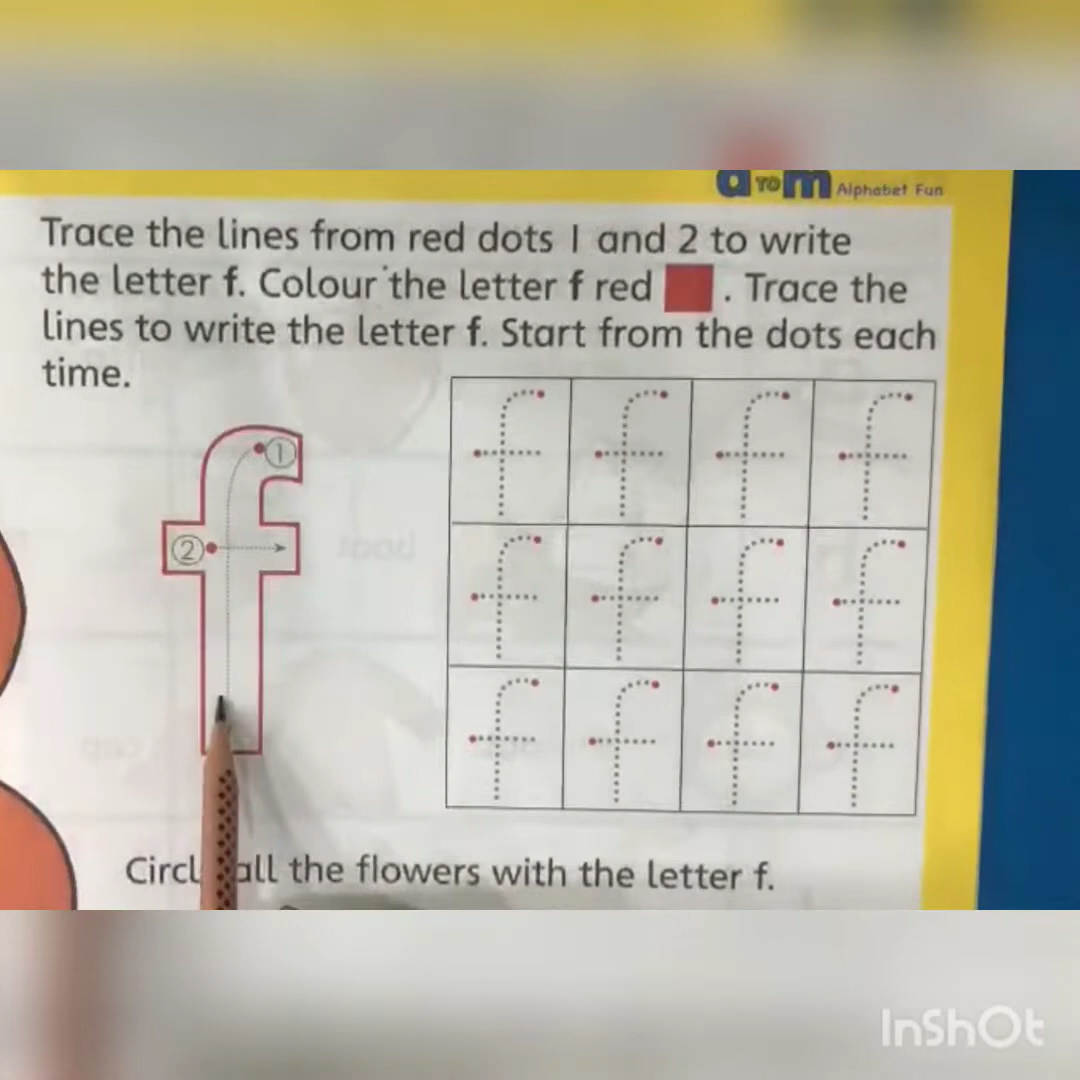 a TO m Alphabet Fun
Trace the lines from red dots 1 and 2 to write
the letter f. Colour the letter f red . Trace the
lines to write the letter f. Start from the dots each
time.
f f f f
1
2
f f f f
f f f f
Circl all the flowers with the letter f.
InShOt